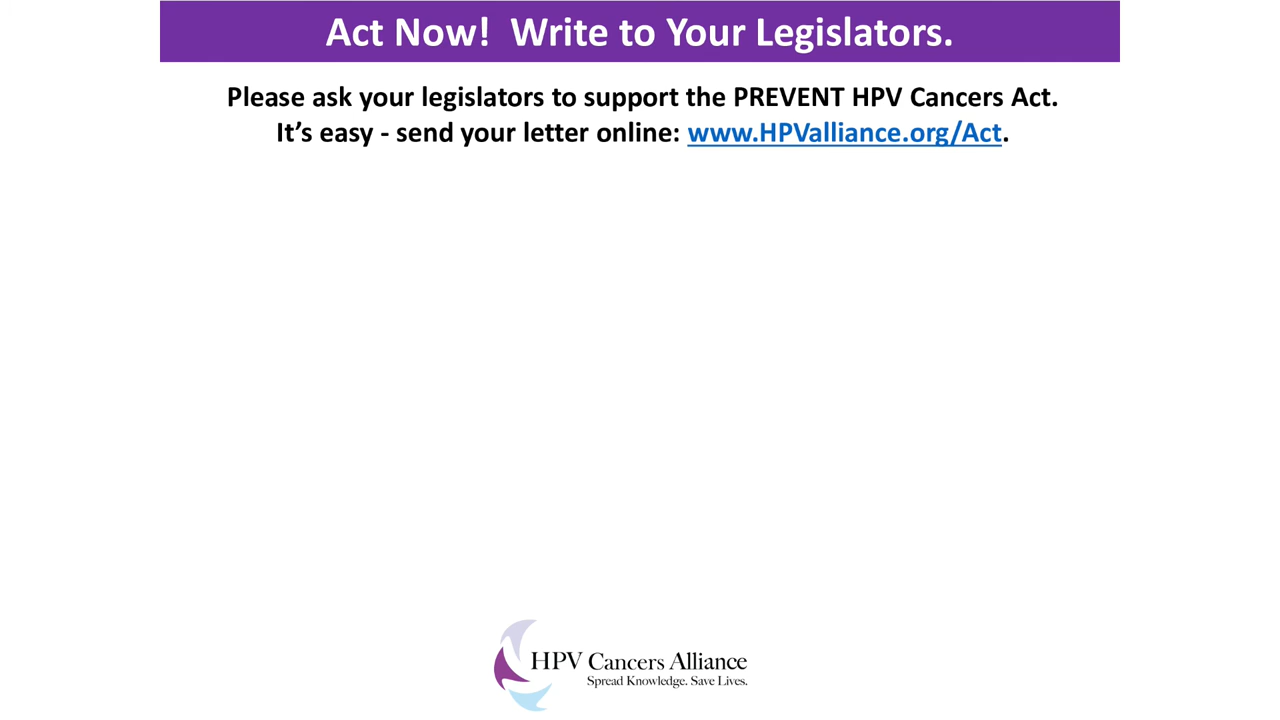 Act Now!  Write to Your Legislators.
Please ask your legislators to support the PREVENT HPV Cancers Act.
It’s easy - send your letter online: www.HPValliance.org/Act.
HPV Cancers Alliance
Spread Knowledge. Save Lives.